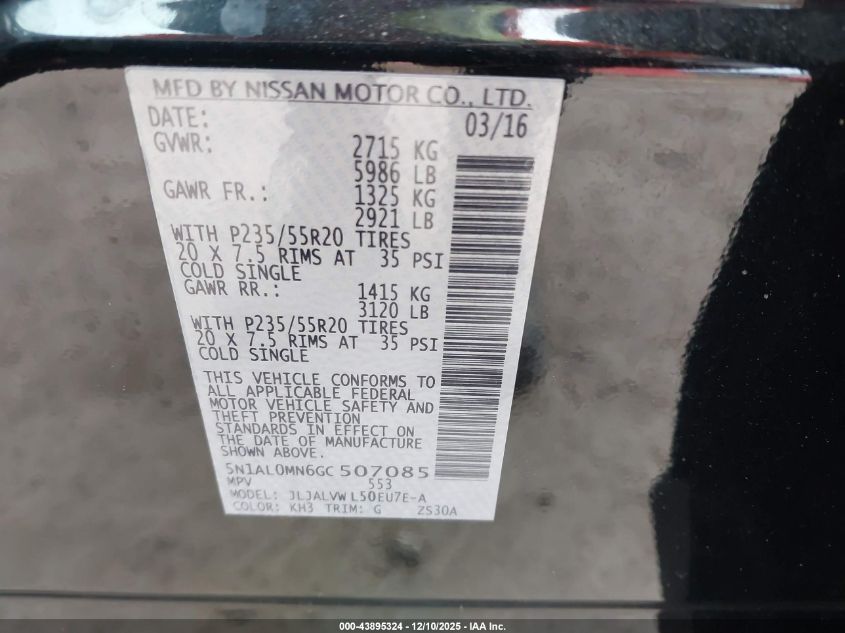 MFD BY NISSAN MOTOR CO., LTD.
DATE: 03/16
GVWR: 2715 KG
5986 LB
GAWR FR.: 1325 KG
2921 LB
WITH P235/55R20 TIRES
20 X 7.5 RIMS AT 35 PSI
COLD SINGLE
GAWR RR.: 1415 KG
3120 LB
WITH P235/55R20 TIRES
20 X 7.5 RIMS AT 35 PSI
COLD SINGLE
THIS VEHICLE CONFORMS TO
ALL APPLICABLE FEDERAL
MOTOR VEHICLE SAFETY AND
THEFT PREVENTION
STANDARDS IN EFFECT ON
THE DATE OF MANUFACTURE
SHOWN ABOVE.
5N1AL0MN6GC507085
MPV 553
MODEL: JLJALVW L50EU7E-A
COLOR: KH3 TRIM: G ZS30A
000-43895324 - 12/10/2025 - IAA Inc.